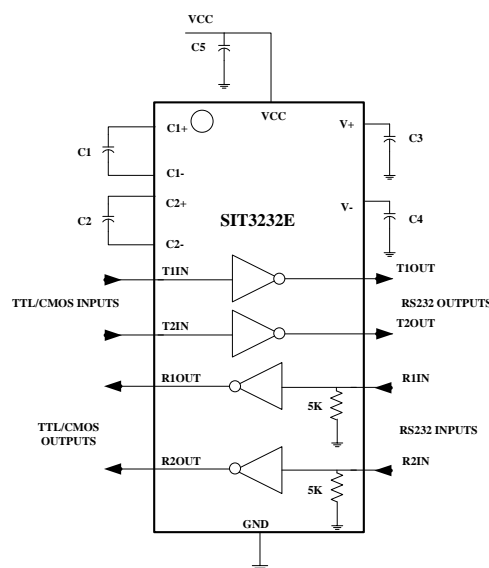 VCC
C5
VCC
C1+
V+
C1
C3
C1-
C2+
V-
C2
SIT3232E
C4
C2-
T1IN
T1OUT
TTL/CMOS INPUTS
RS232 OUTPUTS
T2IN
T2OUT
R1OUT
R1IN
5K
TTL/CMOS
OUTPUTS
RS232 INPUTS
R2OUT
R2IN
5K
GND